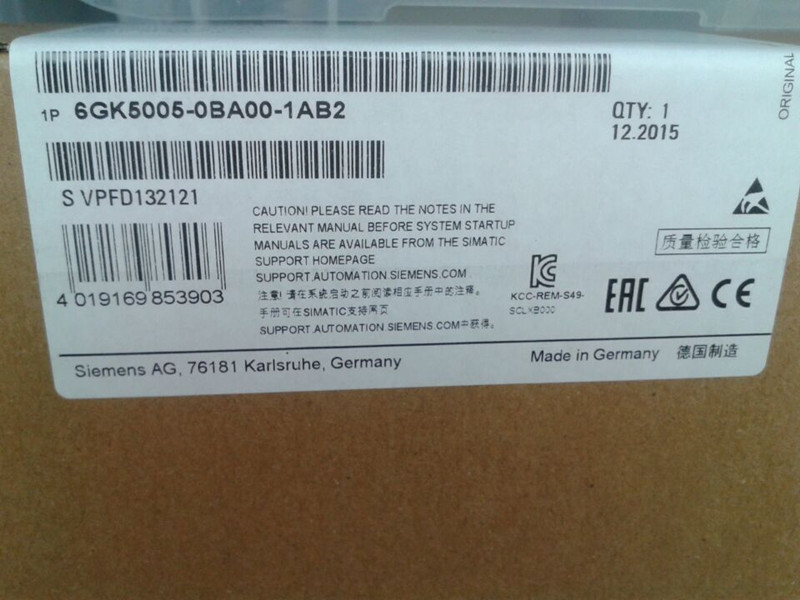 ORIGINAL
1P 6GK5005-0BA00-1AB2
QTY: 1
12.2015
S VPFD132121
4 019169 853903
CAUTION! PLEASE READ THE NOTES IN THE
RELEVANT MANUAL BEFORE SYSTEM STARTUP
MANUALS ARE AVAILABLE FROM THE SIMATIC
SUPPORT HOMEPAGE
SUPPORT.AUTOMATION.SIEMENS.COM
注意! 请在系统启动之前阅读相应手册中的注释。
手册可在SIMATIC支持网页
SUPPORT.AUTOMATION.SIEMENS.COM中获得。
KCC-REM-S49-
质量检验合格
EAC
CE
Siemens AG, 76181 Karlsruhe, Germany
Made in Germany 德国制造